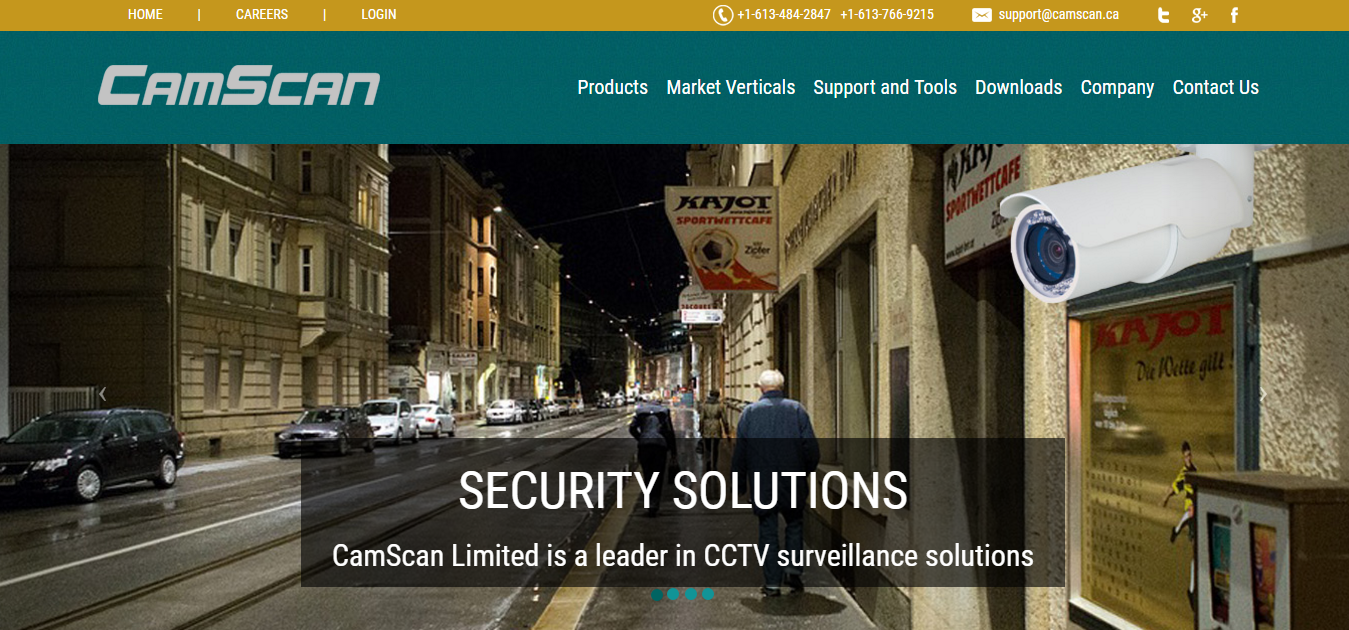 HOME | CAREERS | LOGIN
+1-613-484-2847 +1-613-766-9215
support@camscan.ca
CAMSCAN
Products Market Verticals Support and Tools Downloads Company Contact Us
KAJOT
SPORTWETTCAFE
Zipfer
KAJOT
SPORTWETTCAFE
KAJOT
Die Wette gilt !
SECURITY SOLUTIONS
CamScan Limited is a leader in CCTV surveillance solutions